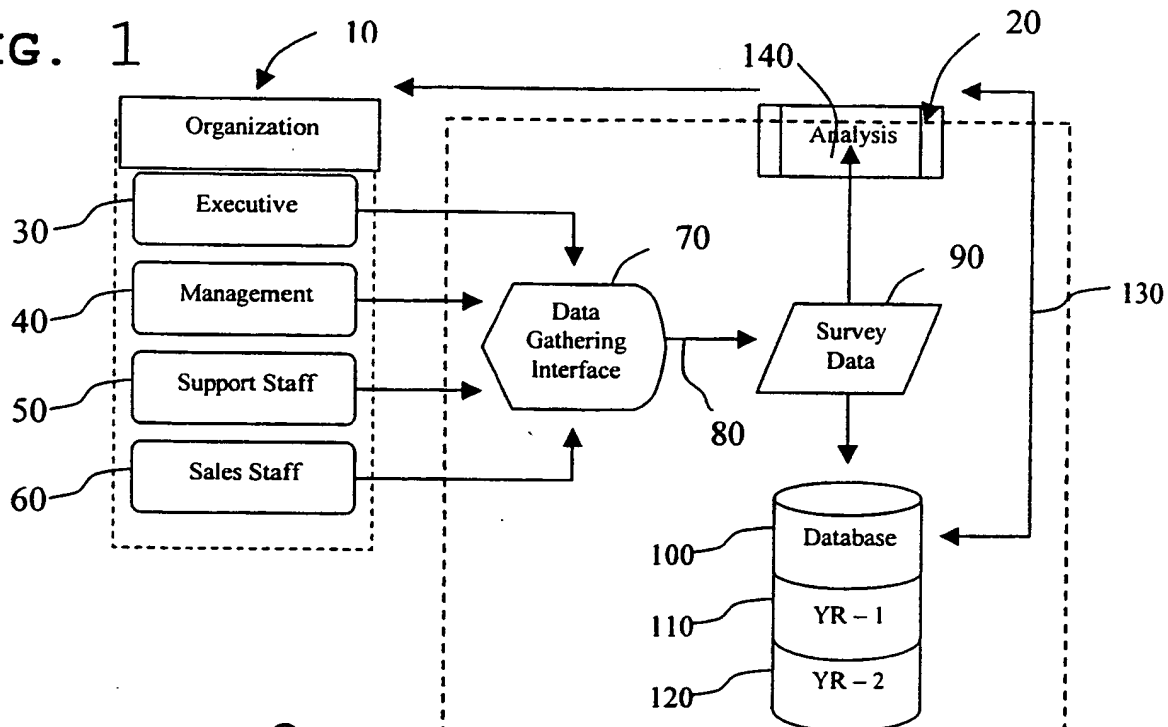 FIG. 1
10
20
140
Organization
Analysis
Executive
30
70
90
Management
40
130
Data
Gathering
Interface
Survey
Data
Support Staff
50
80
Sales Staff
60
100
Database
110
YR – 1
120
YR – 2